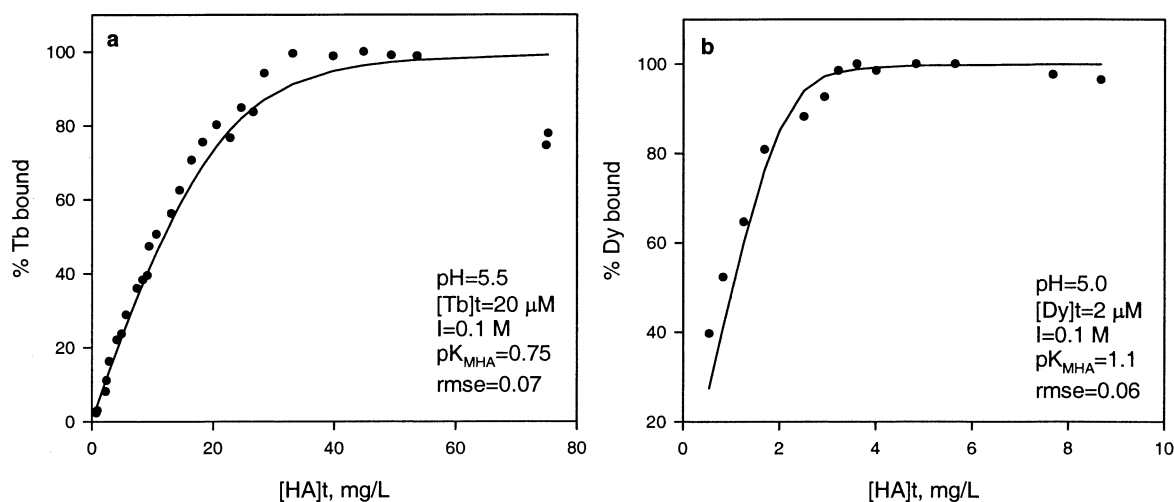 a
100
80
60
40
20
0
% Tb bound
pH=5.5
[Tb]t=20 μM
I=0.1 M
pK_MHA=0.75
rmse=0.07
0 20 40 60 80
[HA]t, mg/L
b
100
80
60
40
20
% Dy bound
pH=5.0
[Dy]t=2 μM
I=0.1 M
pK_MHA=1.1
rmse=0.06
0 2 4 6 8 10
[HA]t, mg/L